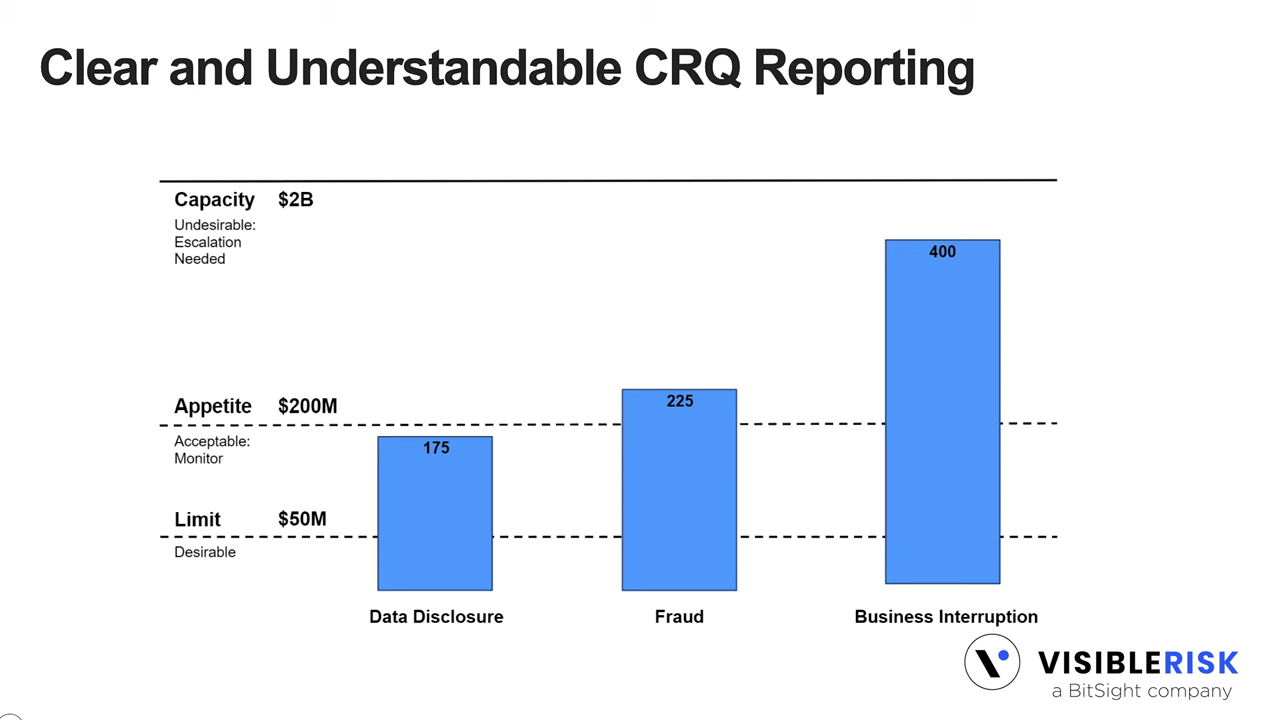 Clear and Understandable CRQ Reporting
Capacity $2B
Undesirable:
Escalation
Needed
400
Appetite $200M
225
Acceptable:
Monitor
175
Limit $50M
Desirable
Data Disclosure
Fraud
Business Interruption
VISIBLERISK
a BitSight company